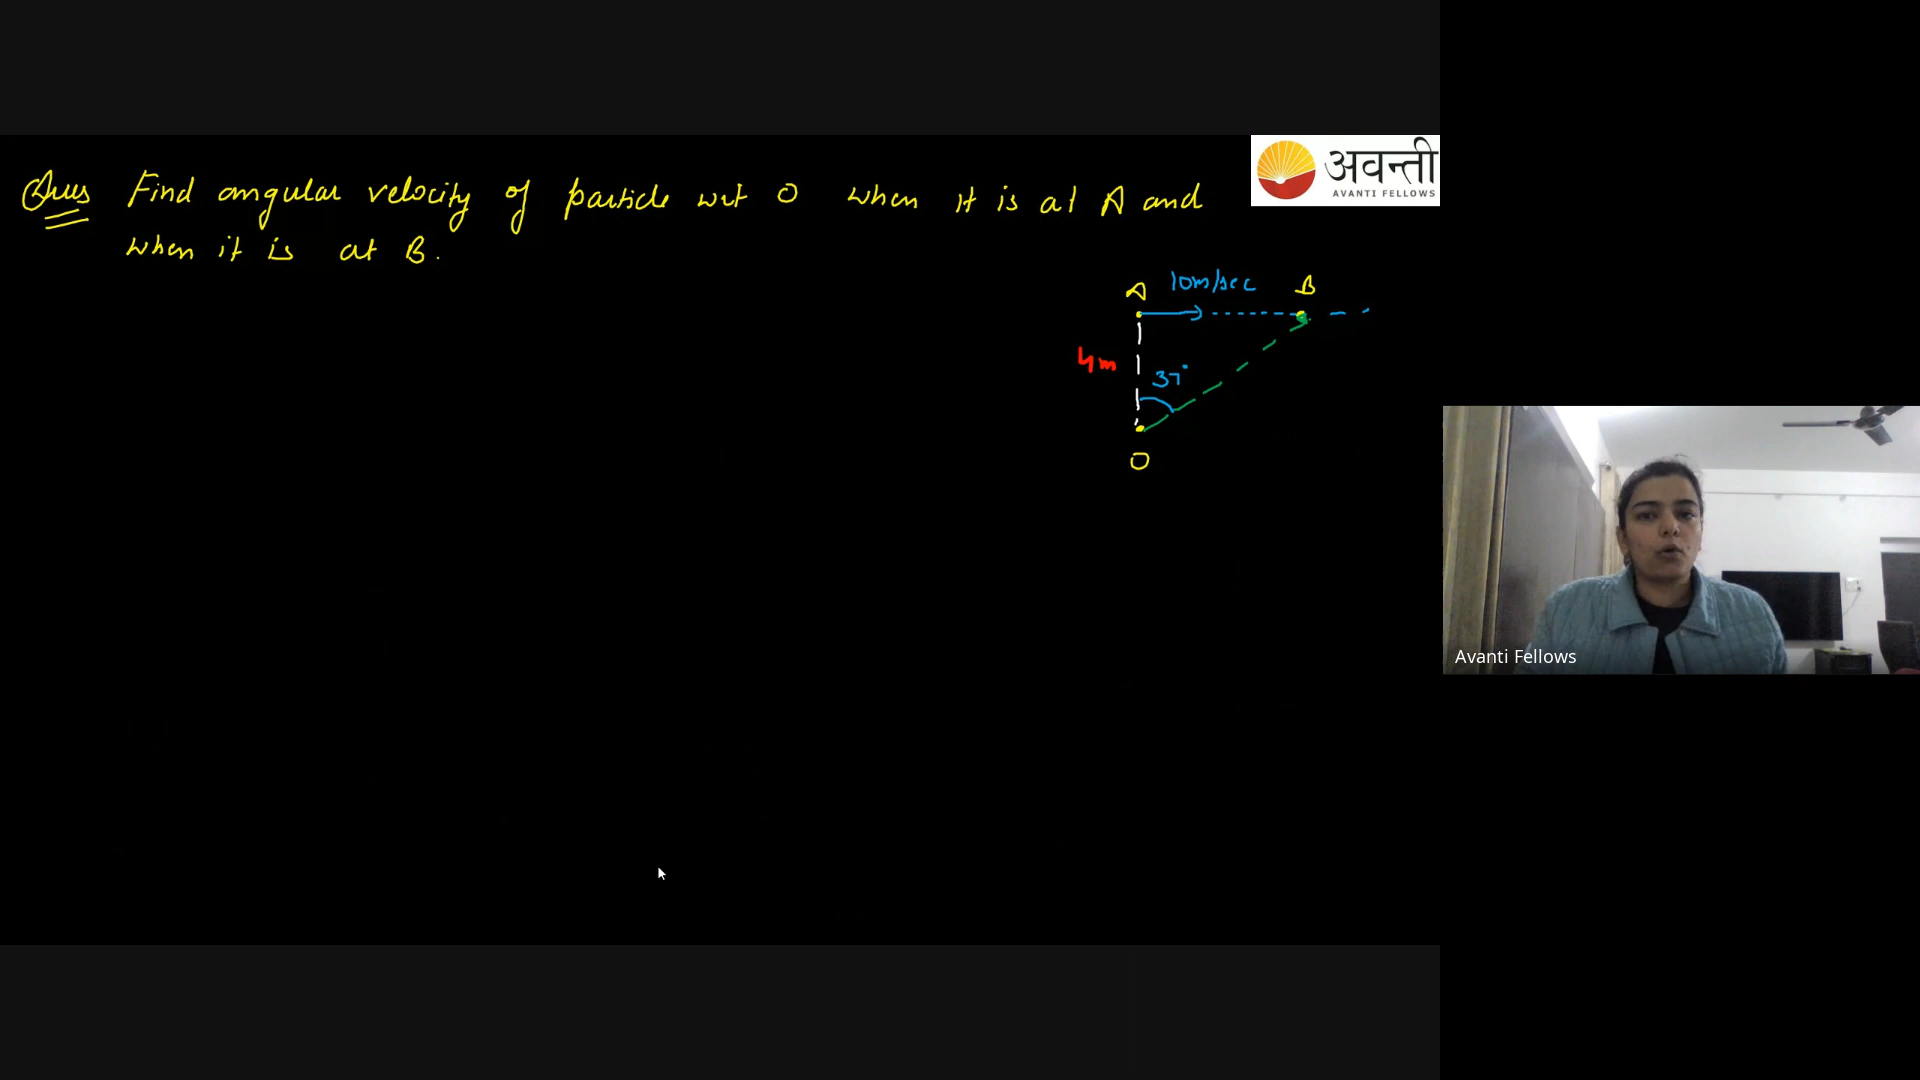 Ques Find angular velocity of particle wrt O when it is at A and
when it is at B.
अवन्ती
AVANTI FELLOWS
A 10m/sec B
4m
37°
O
Avanti Fellows